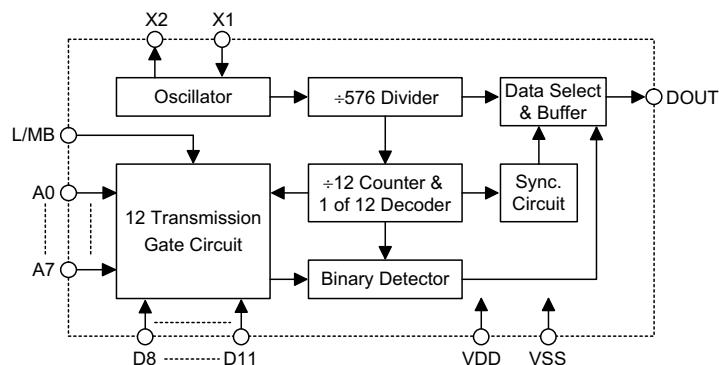 X2 X1
Oscillator
÷576 Divider
Data Select
& Buffer
DOUT
L/MB
A0
A7
12 Transmission
Gate Circuit
÷12 Counter &
1 of 12 Decoder
Sync.
Circuit
Binary Detector
D8 D11 VDD VSS